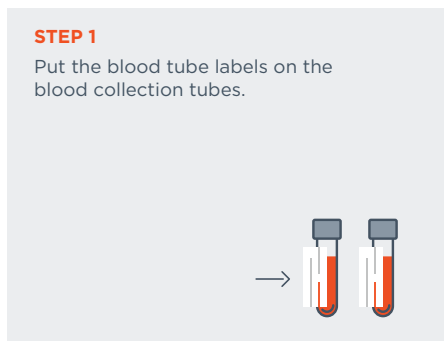 STEP 1
Put the blood tube labels on the
blood collection tubes.